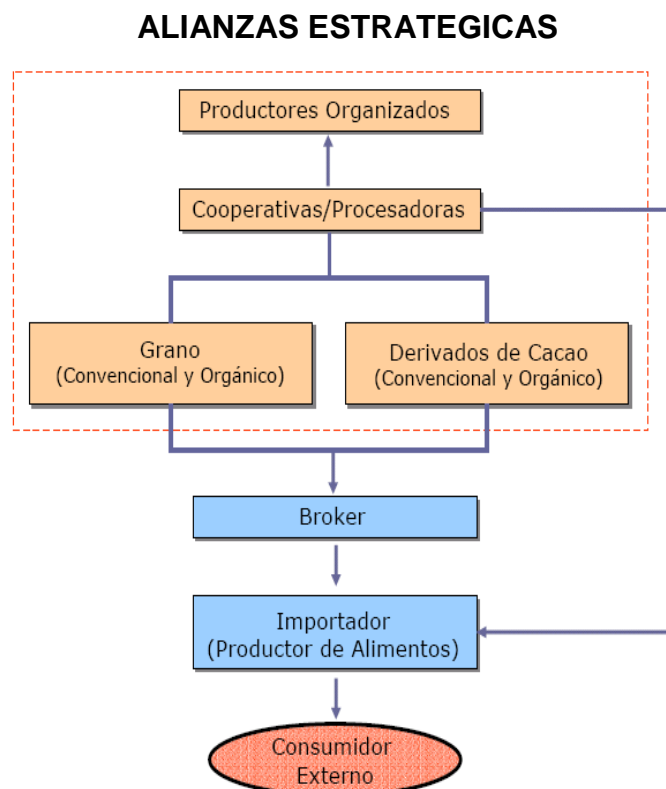 ALIANZAS ESTRATEGICAS
Productores Organizados
Cooperativas/Procesadoras
Grano
(Convencional y Orgánico)
Derivados de Cacao
(Convencional y Orgánico)
Broker
Importador
(Productor de Alimentos)
Consumidor
Externo